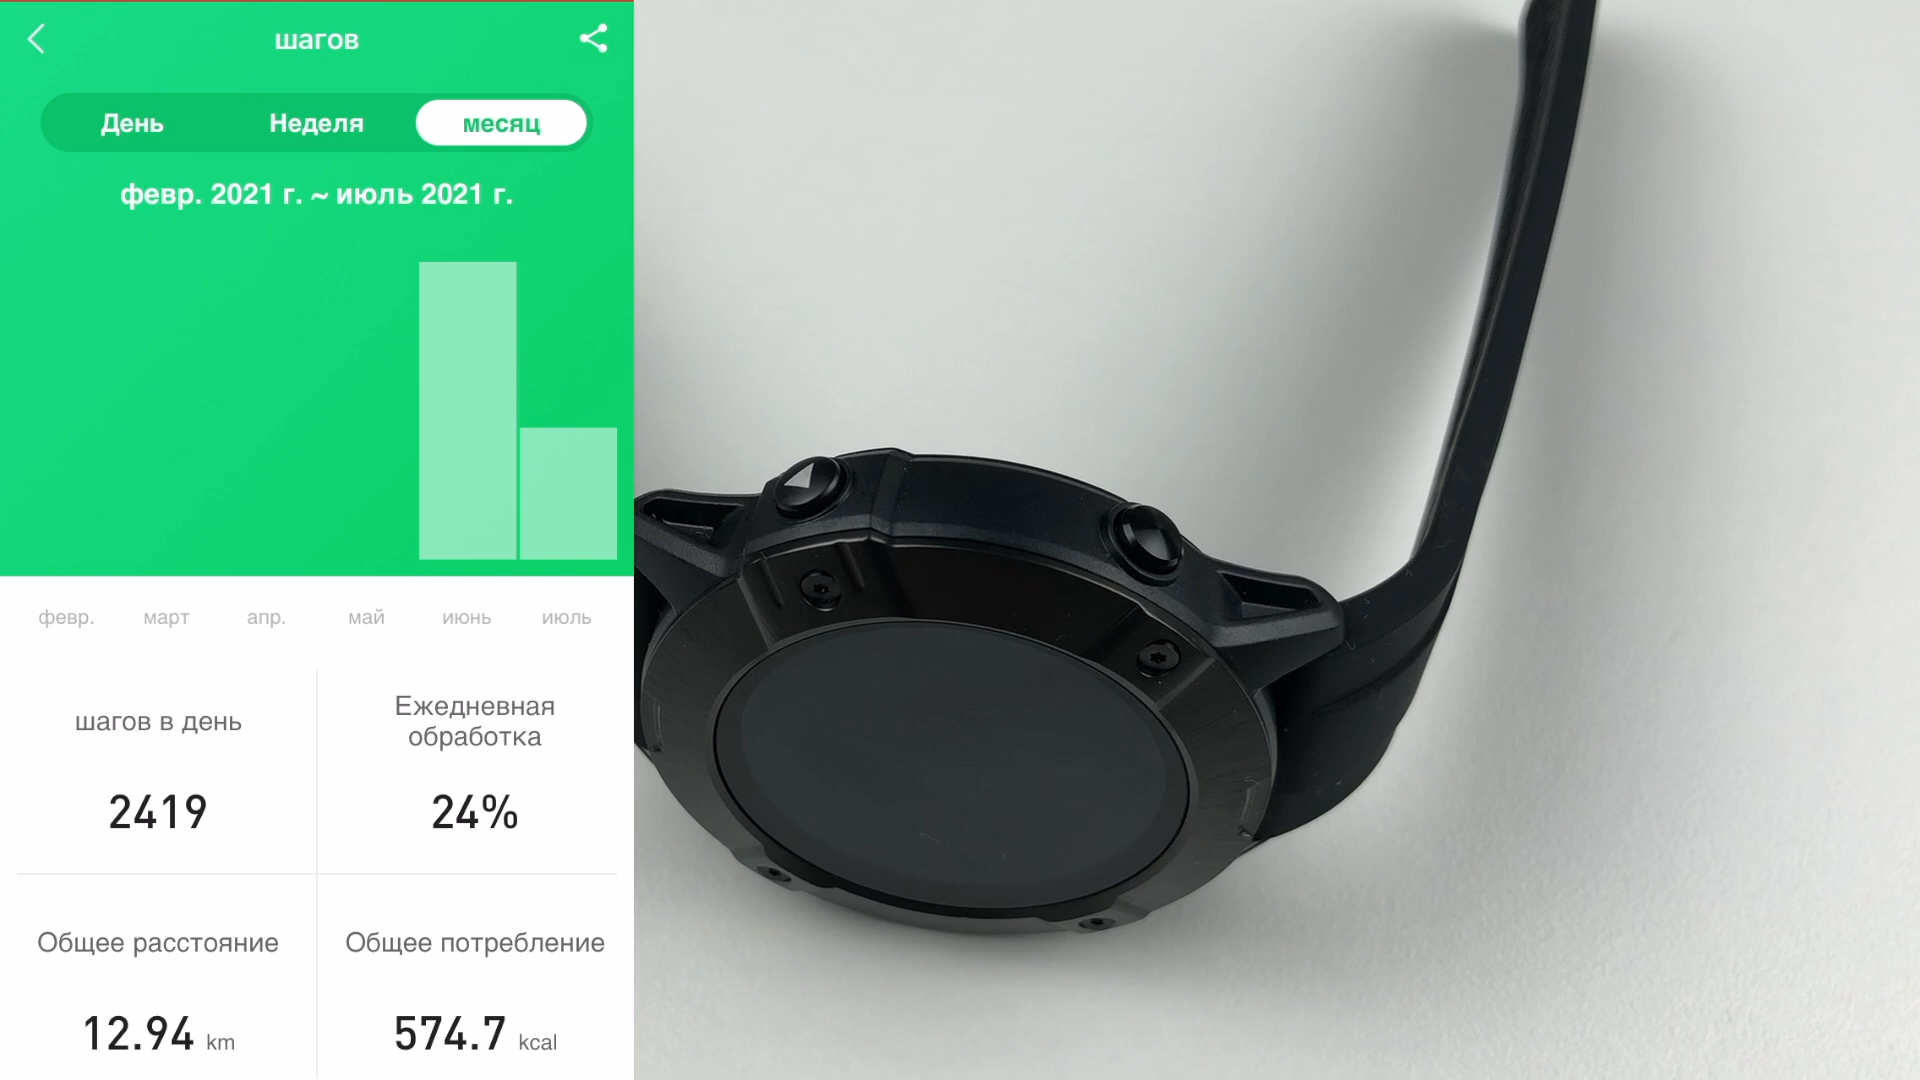 шагов
День Неделя месяц
февр. 2021 г. ~ июль 2021 г.
февр. март апр. май июнь июль
шагов в день
2419
Ежедневная
обработка
24%
Общее расстояние
12.94 km
Общее потребление
574.7 kcal